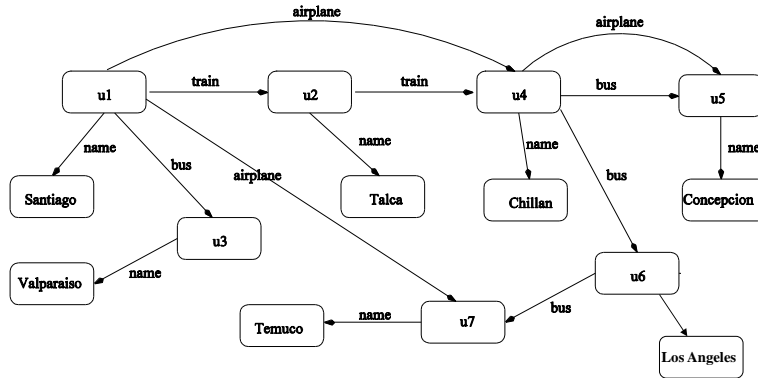 airplane
airplane
u1
train
u2
train
u4
bus
u5
name
bus
airplane
name
name
bus
name
Santiago
Talca
Chillan
Concepcion
u3
Valparaiso
name
u6
bus
Temuco
name
u7
Los Angeles